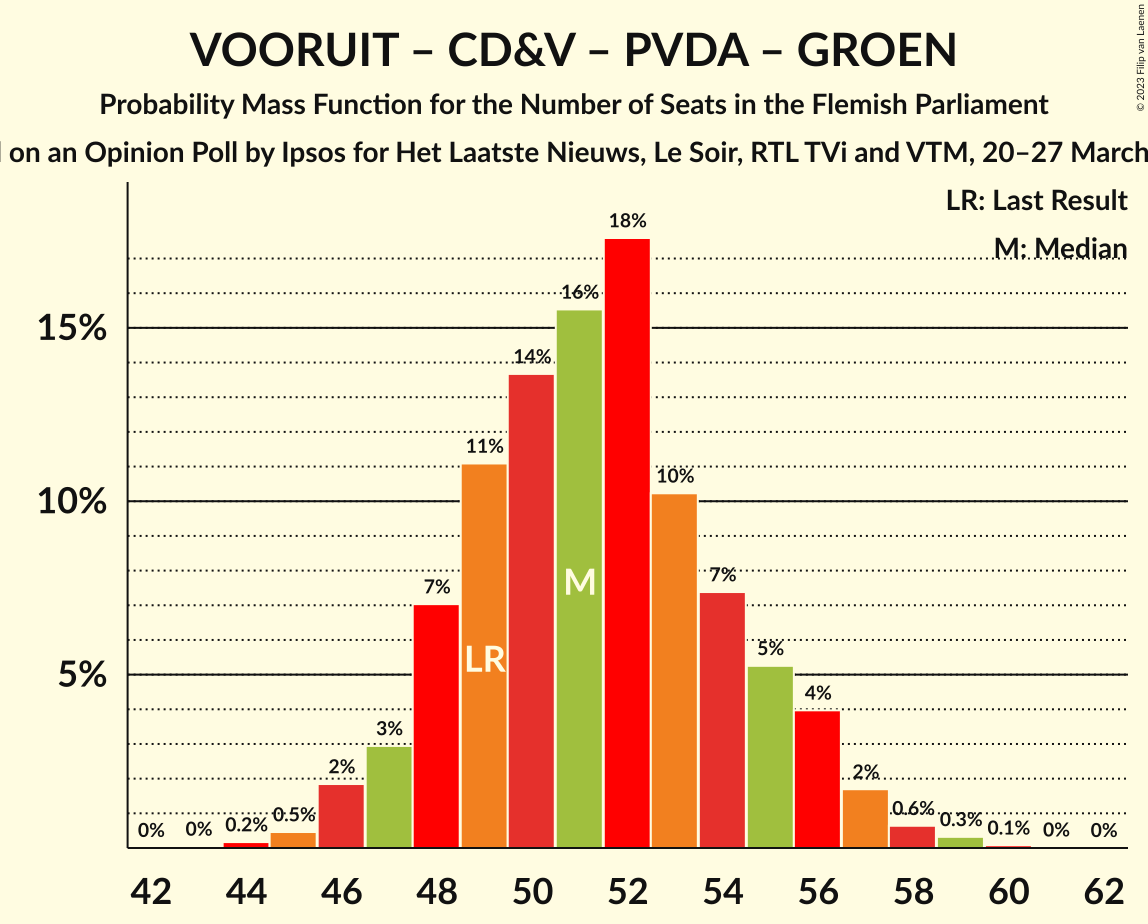 VOORUIT – CD&V – PVDA – GROEN
Probability Mass Function for the Number of Seats in the Flemish Parliament
on an Opinion Poll by Ipsos for Het Laatste Nieuws, Le Soir, RTL TVi and VTM, 20–27 March
© 2023 Filip van Laenen
LR: Last Result
M: Median
18%
16%
15%
14%
11%
10%
10%
7%
M
7%
LR
5%
5%
4%
3%
2%
2%
0% 0% 0.2% 0.5% 0.6% 0.3% 0.1% 0% 0%
42 44 46 48 50 52 54 56 58 60 62